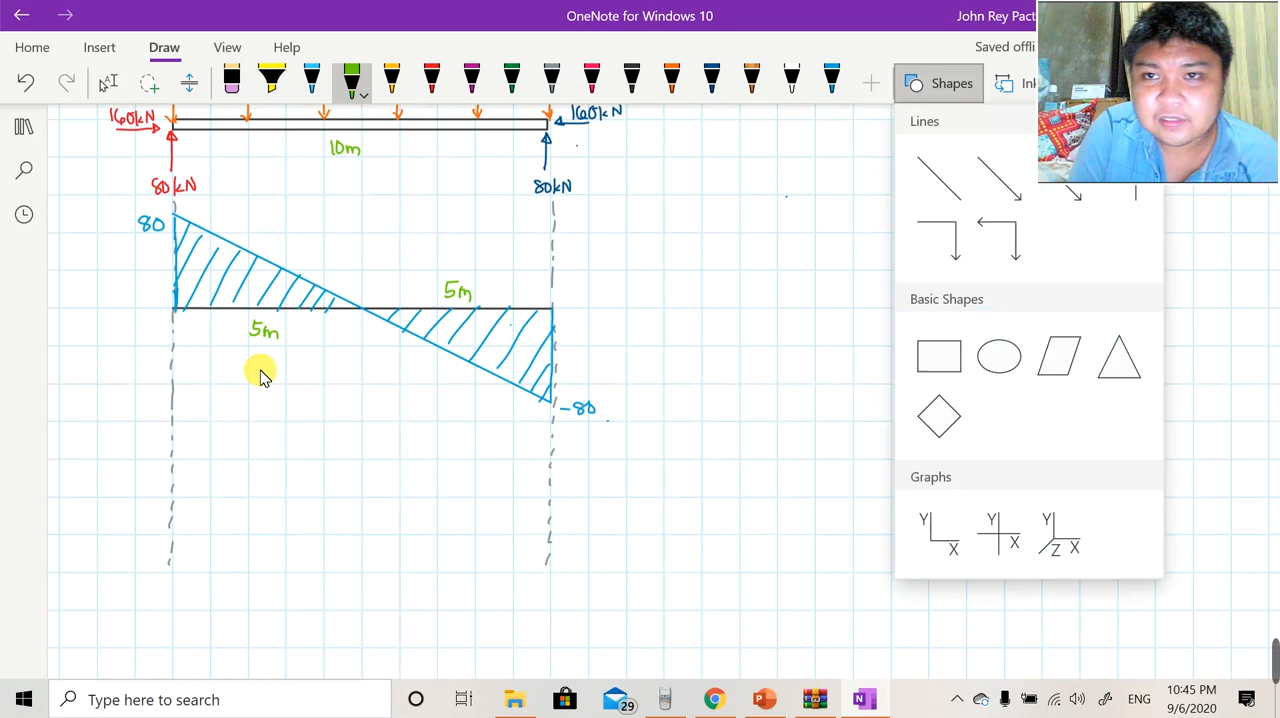 OneNote for Windows 10
John Rey Pact
Home
Insert
Draw
View
Help
Saved offli
Shapes
Ink
Lines
160kN
160kN
10m
80kN
80kN
80
5m
5m
-80
Basic Shapes
Graphs
Y
X
Y
X
Y
Z
X
Type here to search
29
ENG
10:45 PM
9/6/2020